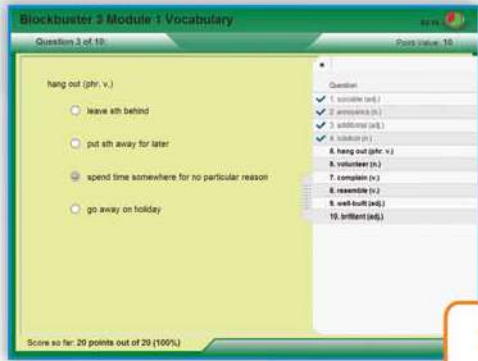 Blockbuster 3 Module 1 Vocabulary
Question 3 of 10:
Point Value: 10
hang out (phr. v.)
leave sth behind
put sth away for later
spend time somewhere for no particular reason
go away on holiday
Question
1. sociable (adj.)
2. annoyance (n.)
3. additional (adj.)
4. solution (n.)
5. hang out (phr. v.)
6. volunteer (n.)
7. complain (v.)
8. resemble (v.)
9. well-built (adj.)
10. brilliant (adj.)
Score so far: 20 points out of 20 (100%)